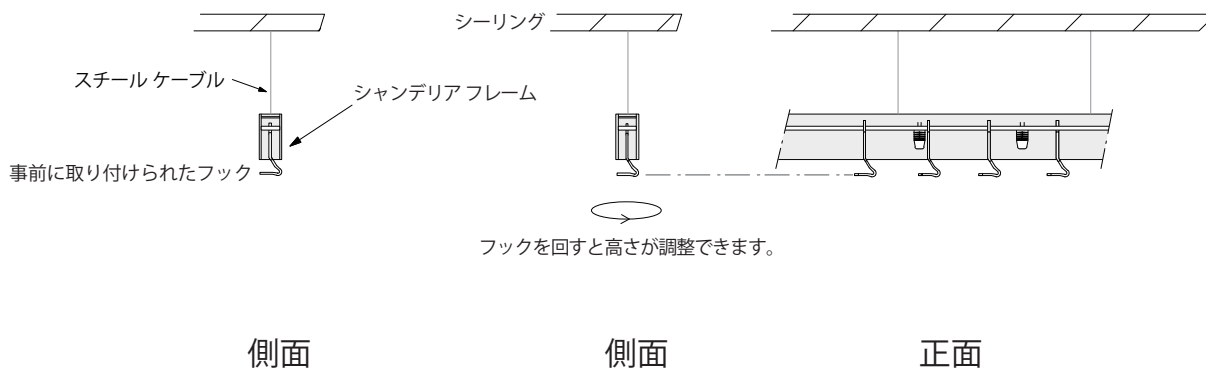 シーリング
スチール ケーブル
シャンデリア フレーム
事前に取り付けられたフック
フックを回すと高さが調整できます。
側面
側面
正面